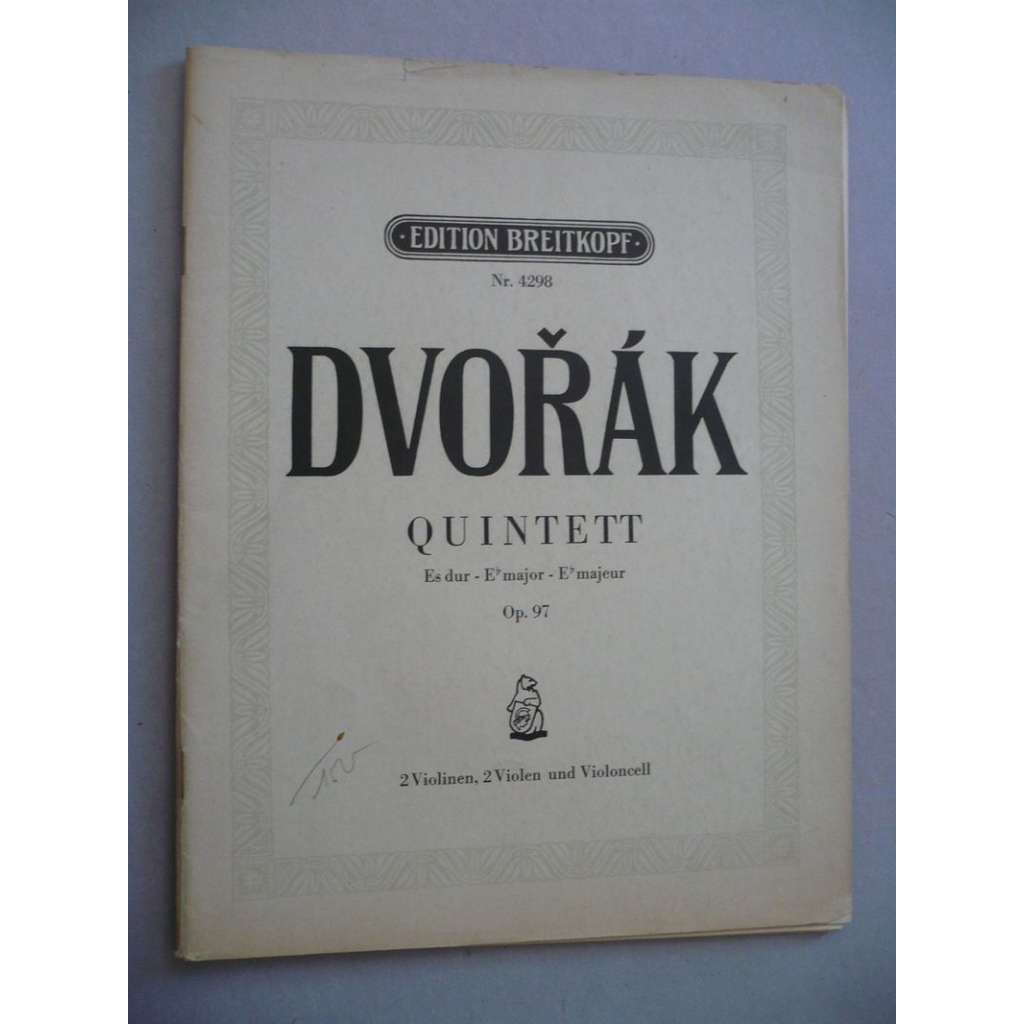 · EDITION BREITKOPF ·
Nr. 4298
DVOŘÁK
QUINTETT
Es dur - E♭ major - E♭ majeur
Op. 97
2 Violinen, 2 Violen und Violoncell